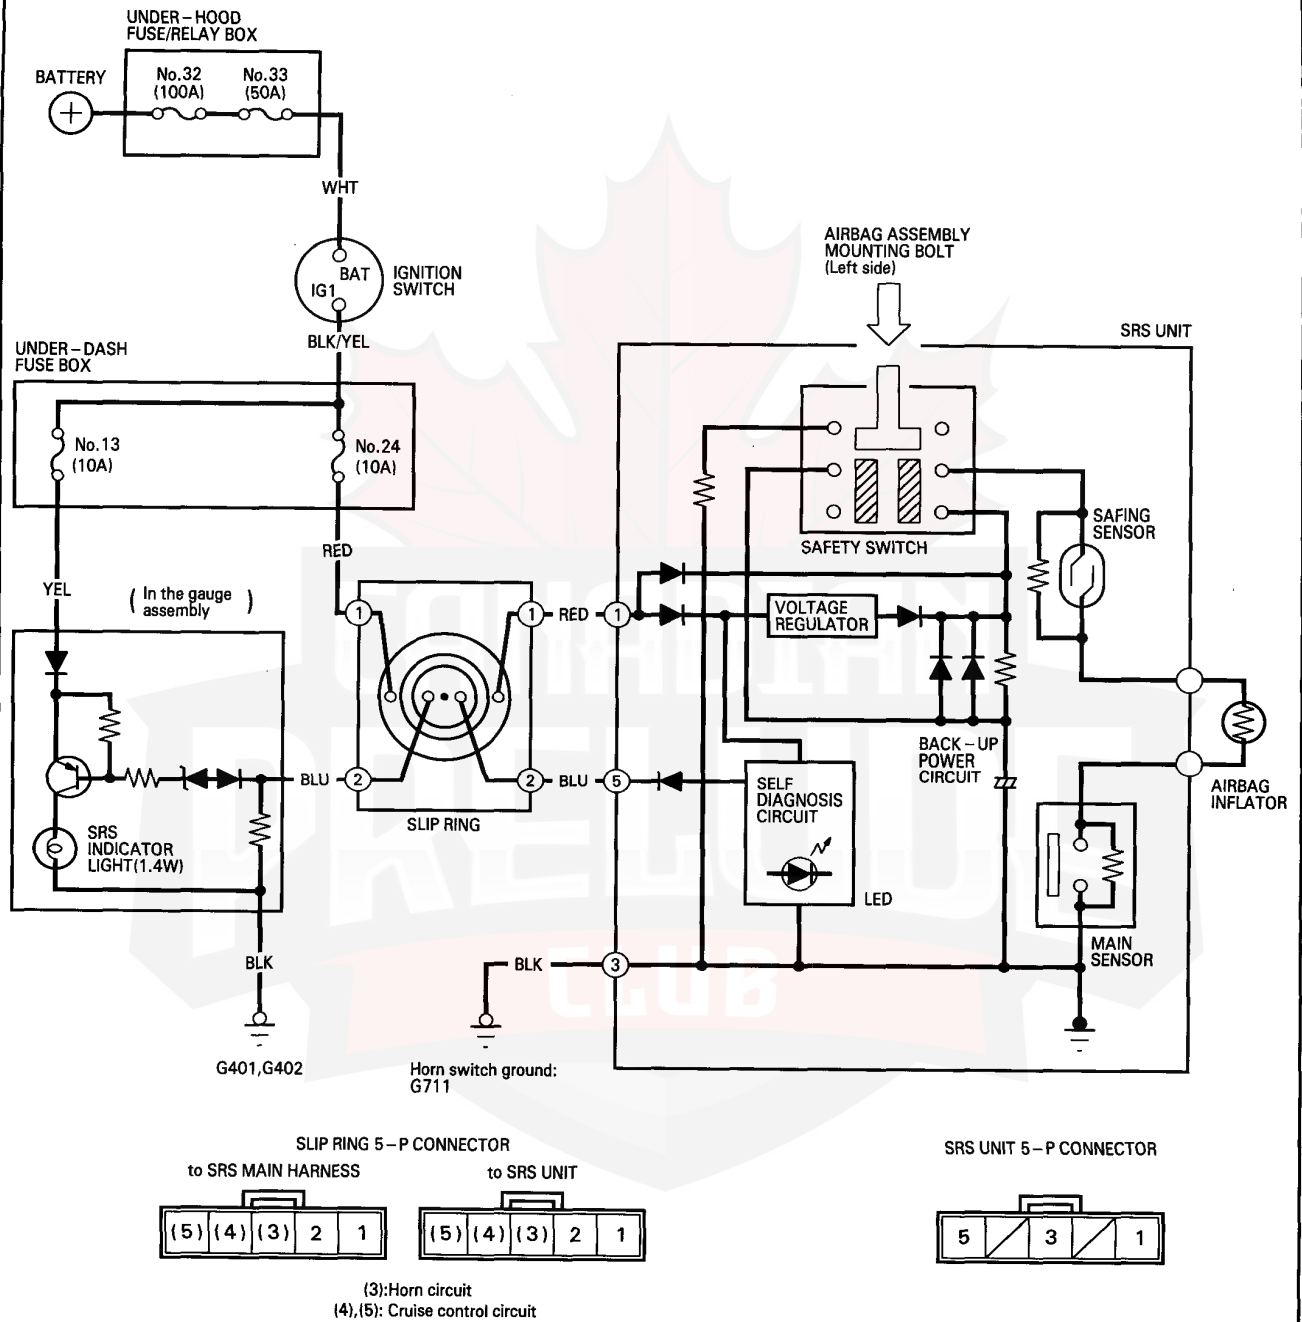 UNDER–HOOD
FUSE/RELAY BOX
BATTERY
No.32
(100A)
No.33
(50A)
WHT
BAT
IG1
IGNITION
SWITCH
BLK/YEL
UNDER–DASH
FUSE BOX
No.13
(10A)
No.24
(10A)
YEL
RED
( In the gauge
assembly )
1
1
RED
1
2
BLU
2
BLU
5
SLIP RING
SRS
INDICATOR
LIGHT(1.4W)
BLK
G401,G402
BLK
3
Horn switch ground:
G711
AIRBAG ASSEMBLY
MOUNTING BOLT
(Left side)
SRS UNIT
SAFETY SWITCH
SAFING
SENSOR
VOLTAGE
REGULATOR
BACK–UP
POWER
CIRCUIT
SELF
DIAGNOSIS
CIRCUIT
LED
AIRBAG
INFLATOR
MAIN
SENSOR
CANADIAN
PRELUDE
CLUB
SLIP RING 5–P CONNECTOR
to SRS MAIN HARNESS
to SRS UNIT
(5) (4) (3) 2 1
(5) (4) (3) 2 1
(3):Horn circuit
(4),(5): Cruise control circuit
SRS UNIT 5–P CONNECTOR
5 3 1